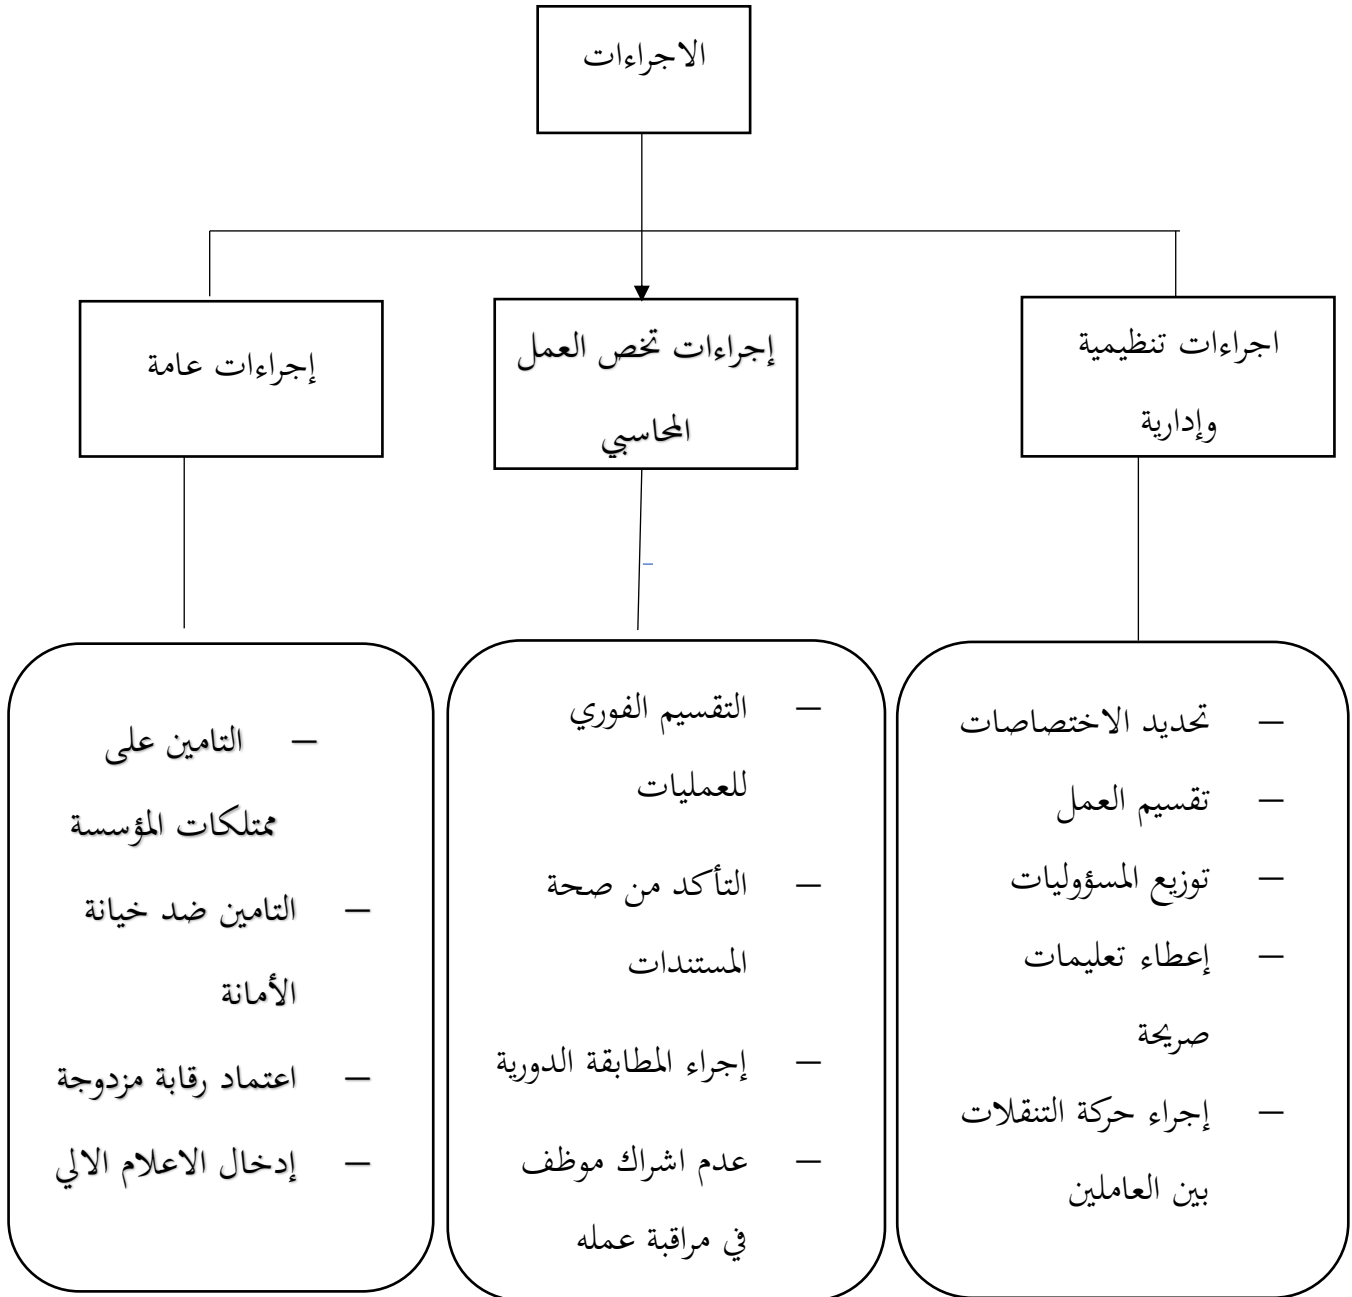 الاجراءات
اجراءات تنظيمية
وإدارية
إجراءات تخص العمل
المحاسبي
إجراءات عامة
– تحديد الاختصاصات
– تقسيم العمل
– توزيع المسؤوليات
– إعطاء تعليمات
صريحة
– إجراء حركة التنقلات
بين العاملين
– التقسيم الفوري
للعمليات
– التأكد من صحة
المستندات
– إجراء المطابقة الدورية
– عدم اشراك موظف
في مراقبة عمله
– التامين على
ممتلكات المؤسسة
– التامين ضد خيانة
الأمانة
– اعتماد رقابة مزدوجة
– إدخال الاعلام الالي